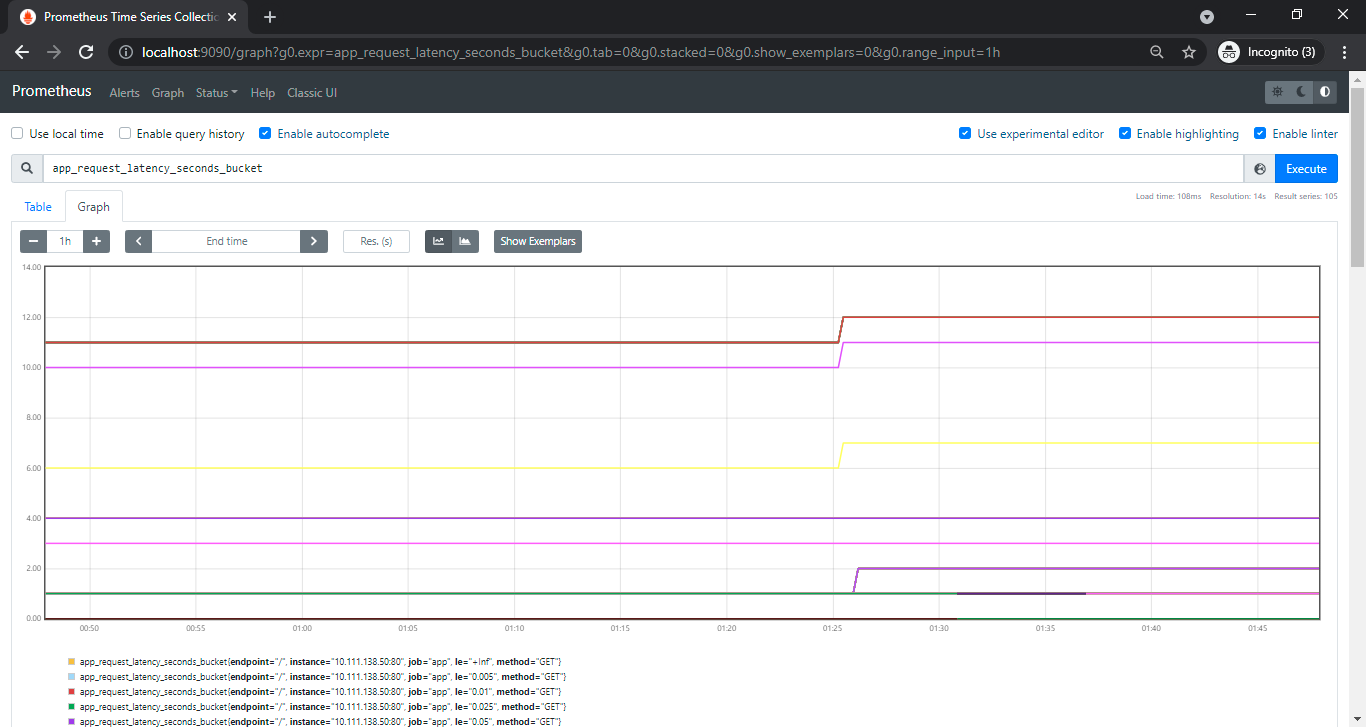 Prometheus Time Series Collectio
localhost:9090/graph?g0.expr=app_request_latency_seconds_bucket&g0.tab=0&g0.stacked=0&g0.show_exemplars=0&g0.range_input=1h
Incognito (3)
Prometheus Alerts Graph Status Help Classic UI
Use local time Enable query history Enable autocomplete Use experimental editor Enable highlighting Enable linter
app_request_latency_seconds_bucket Execute
Load time: 108ms Resolution: 14s Result series: 105
Table Graph
1h End time Res. (s) Show Exemplars
14.00
12.00
10.00
8.00
6.00
4.00
2.00
0.00
00:50 00:55 01:00 01:05 01:10 01:15 01:20 01:25 01:30 01:35 01:40 01:45
app_request_latency_seconds_bucket{endpoint="/", instance="10.111.138.50:80", job="app", le="+Inf", method="GET"}
app_request_latency_seconds_bucket{endpoint="/", instance="10.111.138.50:80", job="app", le="0.005", method="GET"}
app_request_latency_seconds_bucket{endpoint="/", instance="10.111.138.50:80", job="app", le="0.01", method="GET"}
app_request_latency_seconds_bucket{endpoint="/", instance="10.111.138.50:80", job="app", le="0.025", method="GET"}
app_request_latency_seconds_bucket{endpoint="/", instance="10.111.138.50:80", job="app", le="0.05", method="GET"}